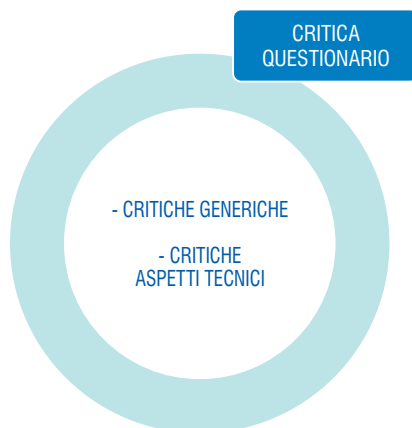 CRITICA
QUESTIONARIO
- CRITICHE GENERICHE
- CRITICHE
ASPETTI TECNICI